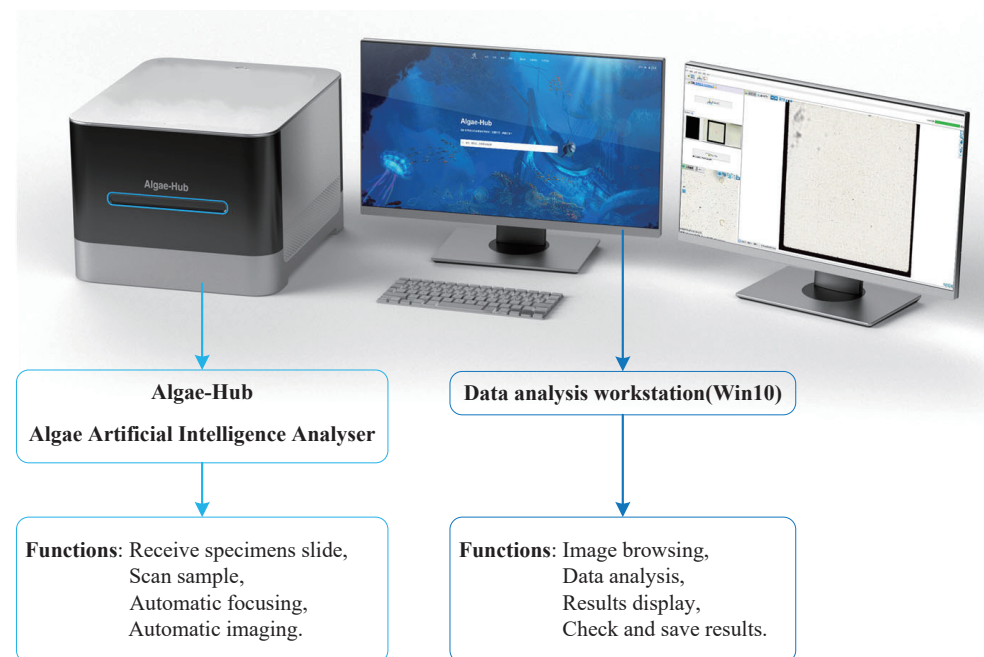 Algae-Hub
Algae-Hub
Algae-Hub
Algae Artificial Intelligence Analyser
Data analysis workstation(Win10)
Functions: Receive specimens slide,
Scan sample,
Automatic focusing,
Automatic imaging.
Functions: Image browsing,
Data analysis,
Results display,
Check and save results.